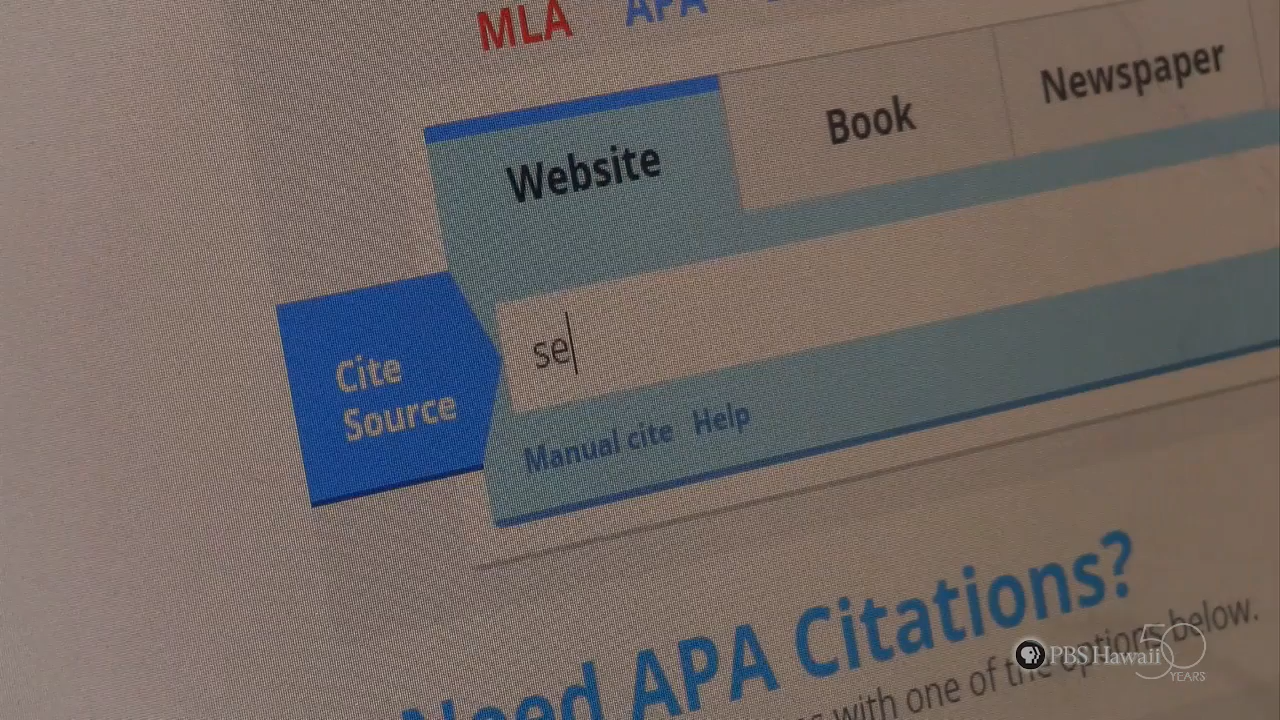 MLA APA
Website Book Newspaper
se
Cite
Source
Manual cite Help
Need APA Citations?
with one of the options below.
PBS Hawaii 50
YEARS